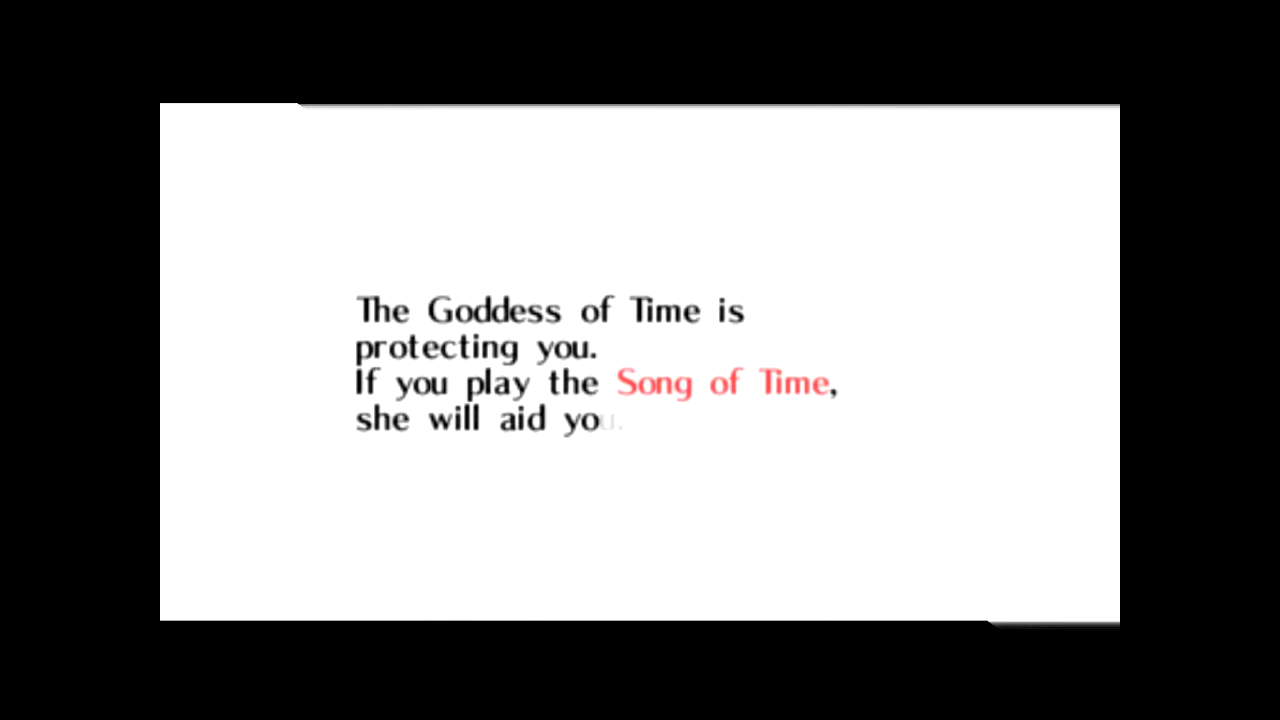 The Goddess of Time is
protecting you.
If you play the Song of Time,
she will aid you.